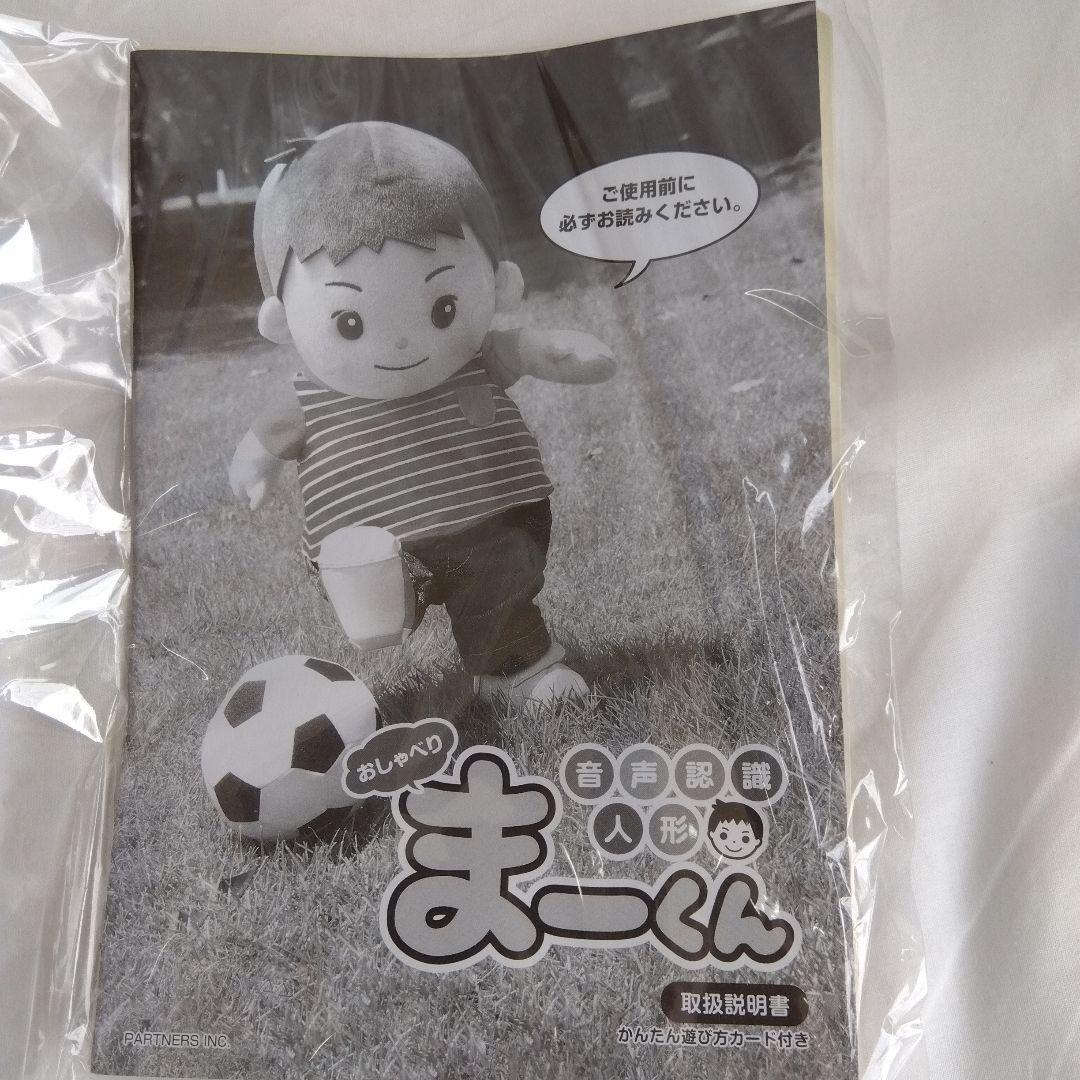 ご使用前に
必ずお読みください。
おしゃべり
音声認識
人形
まーくん
取扱説明書
かんたん遊び方カード付き
PARTNERS INC.